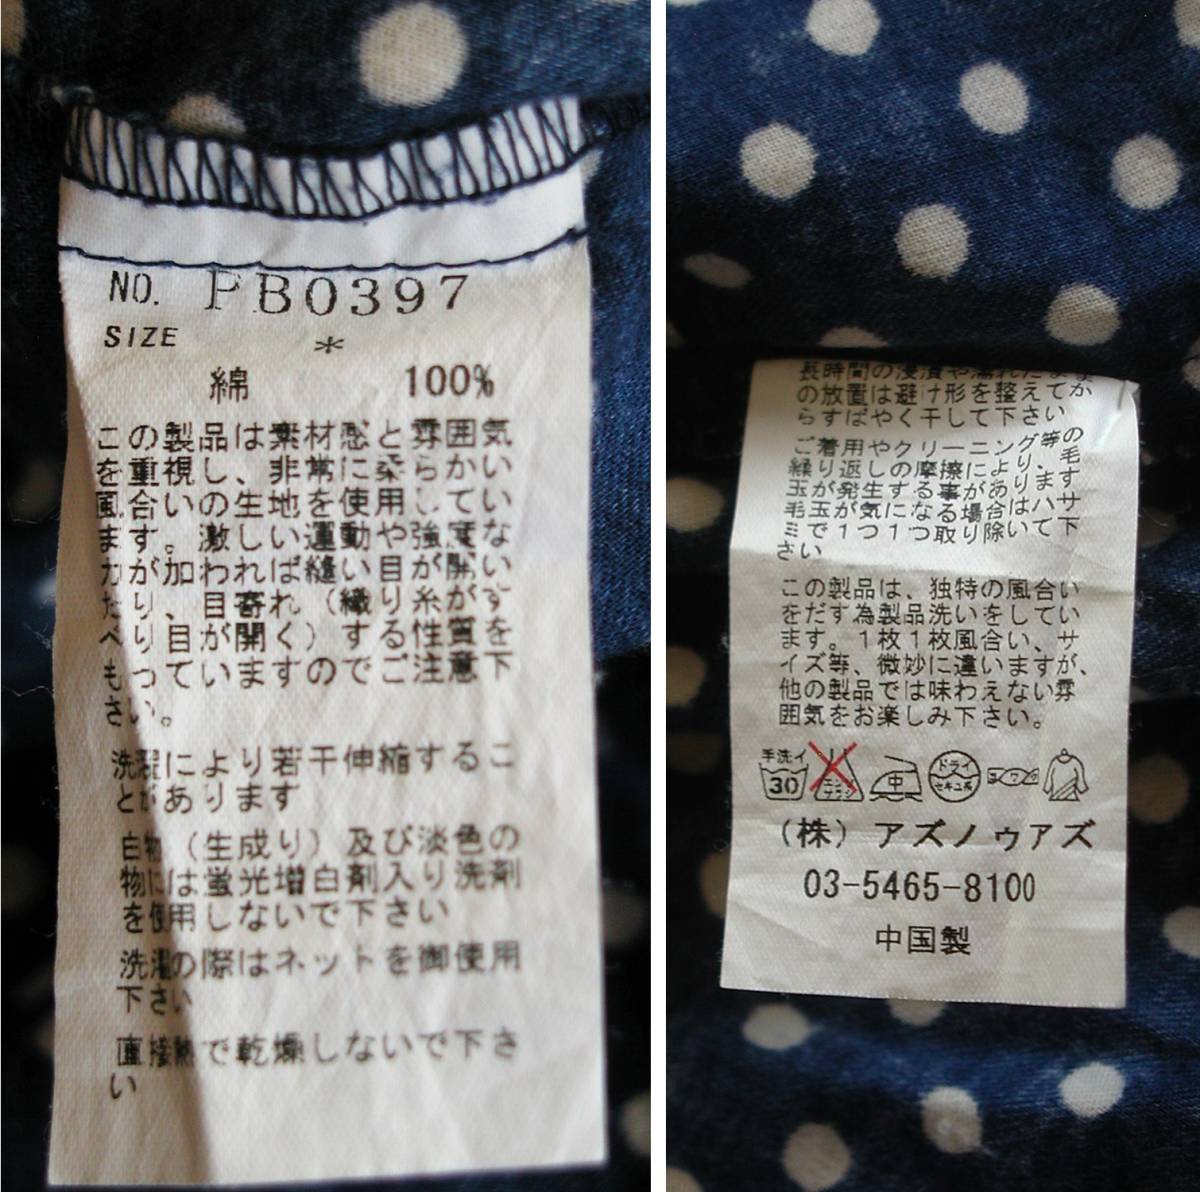 NO. PB0397
SIZE *
綿 100%
この製品は素材感と雰囲気
を重視し、非常に柔らかい
風合いの生地を使用してい
ます。激しい運動や強度な
力が加われば縫い目が開い
たり、目寄れ（織り糸がす
べり目が開く）する性質を
もっていますのでご注意下
さい。
洗濯により若干伸縮するこ
とがあります
白物（生成り）及び淡色の
物には蛍光増白剤入り洗剤
を使用しないで下さい
洗濯の際はネットを御使用
下さい
直接熱で乾燥しないで下さ
い
長時間の浸漬や濡れたまま
の放置は避け形を整えてか
らすばやく干して下さい
ご着用やクリーニング等の
繰り返しの摩擦により、毛
玉が発生する事があります
毛玉が気になる場合はハサ
ミで1つ1つ取り除いて下
さい
この製品は、独特の風合い
をだす為製品洗いをしてい
ます。1枚1枚風合い、サ
イズ等、微妙に違いますが、
他の製品では味わえない雰
囲気をお楽しみ下さい。
手洗イ 30 エンソ サラシ 中 ドライ セキユ系
（株）アズノゥアズ
03-5465-8100
中国製